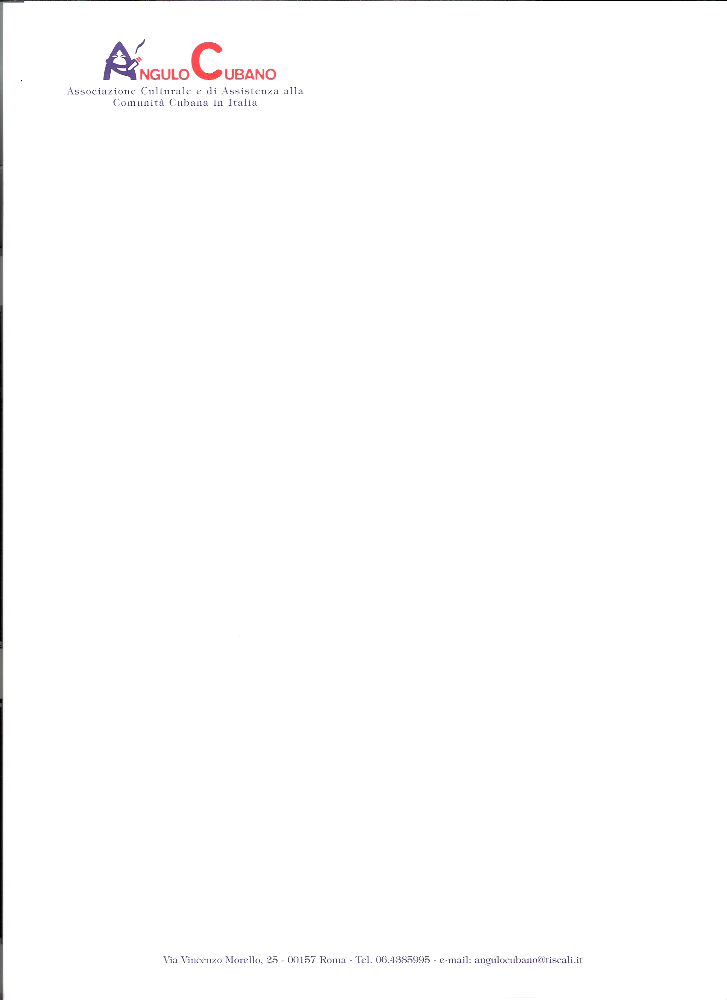 ANGULO CUBANO
Associazione Culturale e di Assistenza alla
Comunità Cubana in Italia
Via Vincenzo Morello, 25 - 00157 Roma - Tel. 06.4385995 - e-mail: angulocubano@tiscali.it